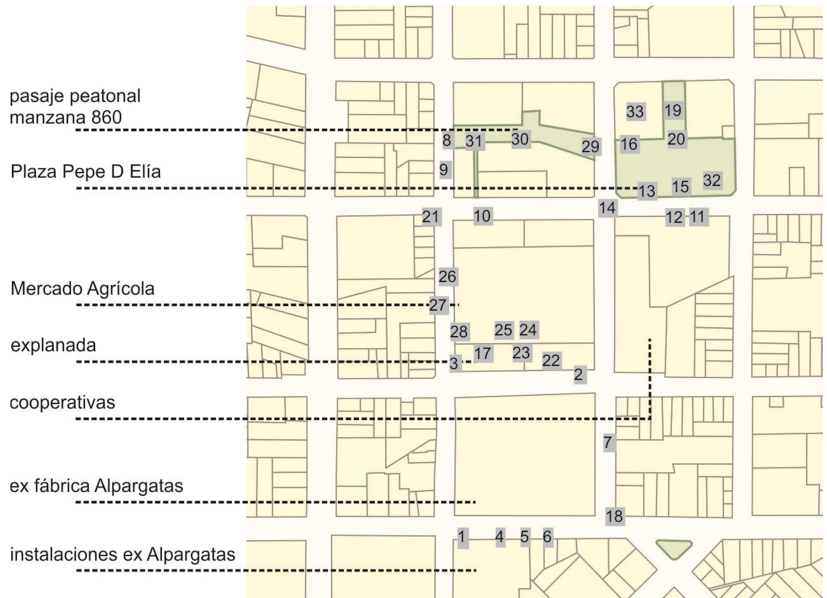 pasaje peatonal
manzana 860
Plaza Pepe D Elía
Mercado Agrícola
explanada
cooperativas
ex fábrica Alpargatas
instalaciones ex Alpargatas
33 19
8 31 30 29 16 20
9
13 15 32
21 10 14 12 11
26
27
28 25 24
3 17 23 22 2
7
18
1 4 5 6